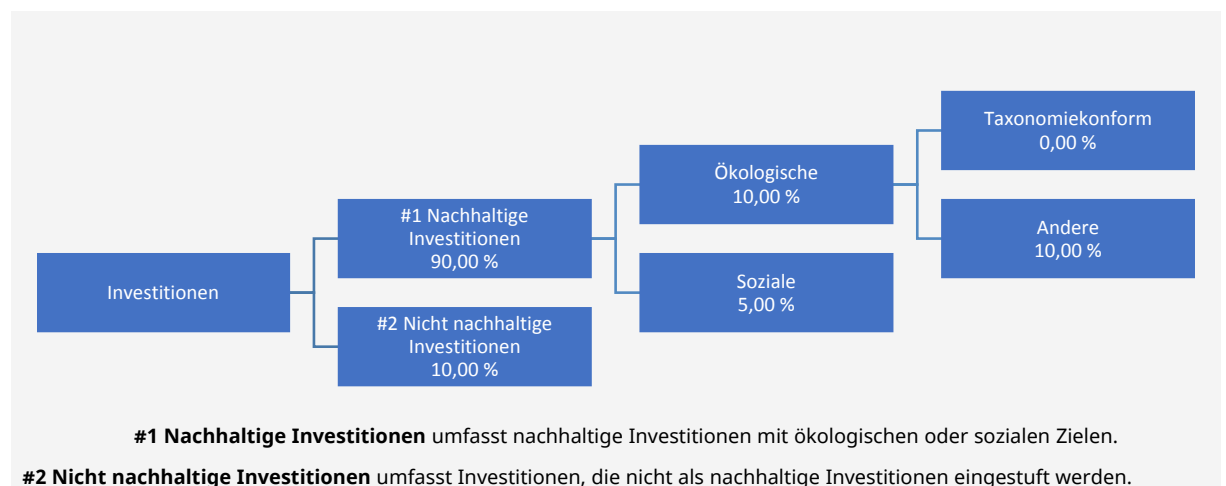 Investitionen
#1 Nachhaltige
Investitionen
90,00 %
#2 Nicht nachhaltige
Investitionen
10,00 %
Ökologische
10,00 %
Soziale
5,00 %
Taxonomiekonform
0,00 %
Andere
10,00 %
#1 Nachhaltige Investitionen umfasst nachhaltige Investitionen mit ökologischen oder sozialen Zielen.
#2 Nicht nachhaltige Investitionen umfasst Investitionen, die nicht als nachhaltige Investitionen eingestuft werden.